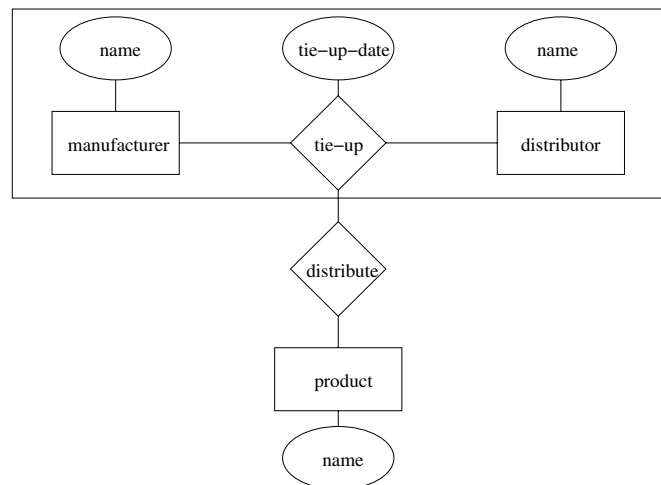 name
tie−up−date
name
manufacturer
tie−up
distributor
distribute
product
name